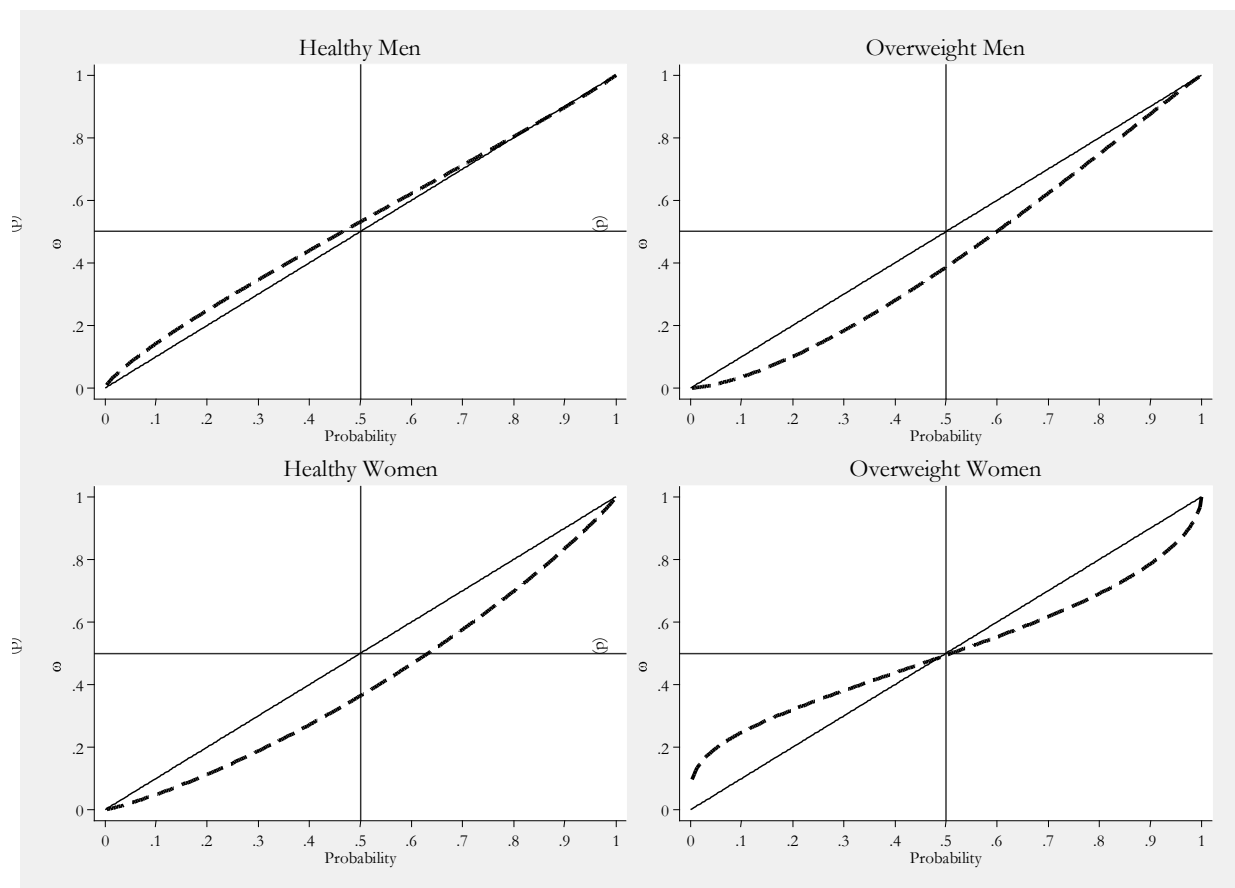 Healthy Men
1
.8
.6
.4
.2
0
ω
(p)
0 .1 .2 .3 .4 .5 .6 .7 .8 .9 1
Probability
Overweight Men
1
.8
.6
.4
.2
0
ω
(p)
0 .1 .2 .3 .4 .5 .6 .7 .8 .9 1
Probability
Healthy Women
1
.8
.6
.4
.2
0
ω
(p)
0 .1 .2 .3 .4 .5 .6 .7 .8 .9 1
Probability
Overweight Women
1
.8
.6
.4
.2
0
ω
(p)
0 .1 .2 .3 .4 .5 .6 .7 .8 .9 1
Probability